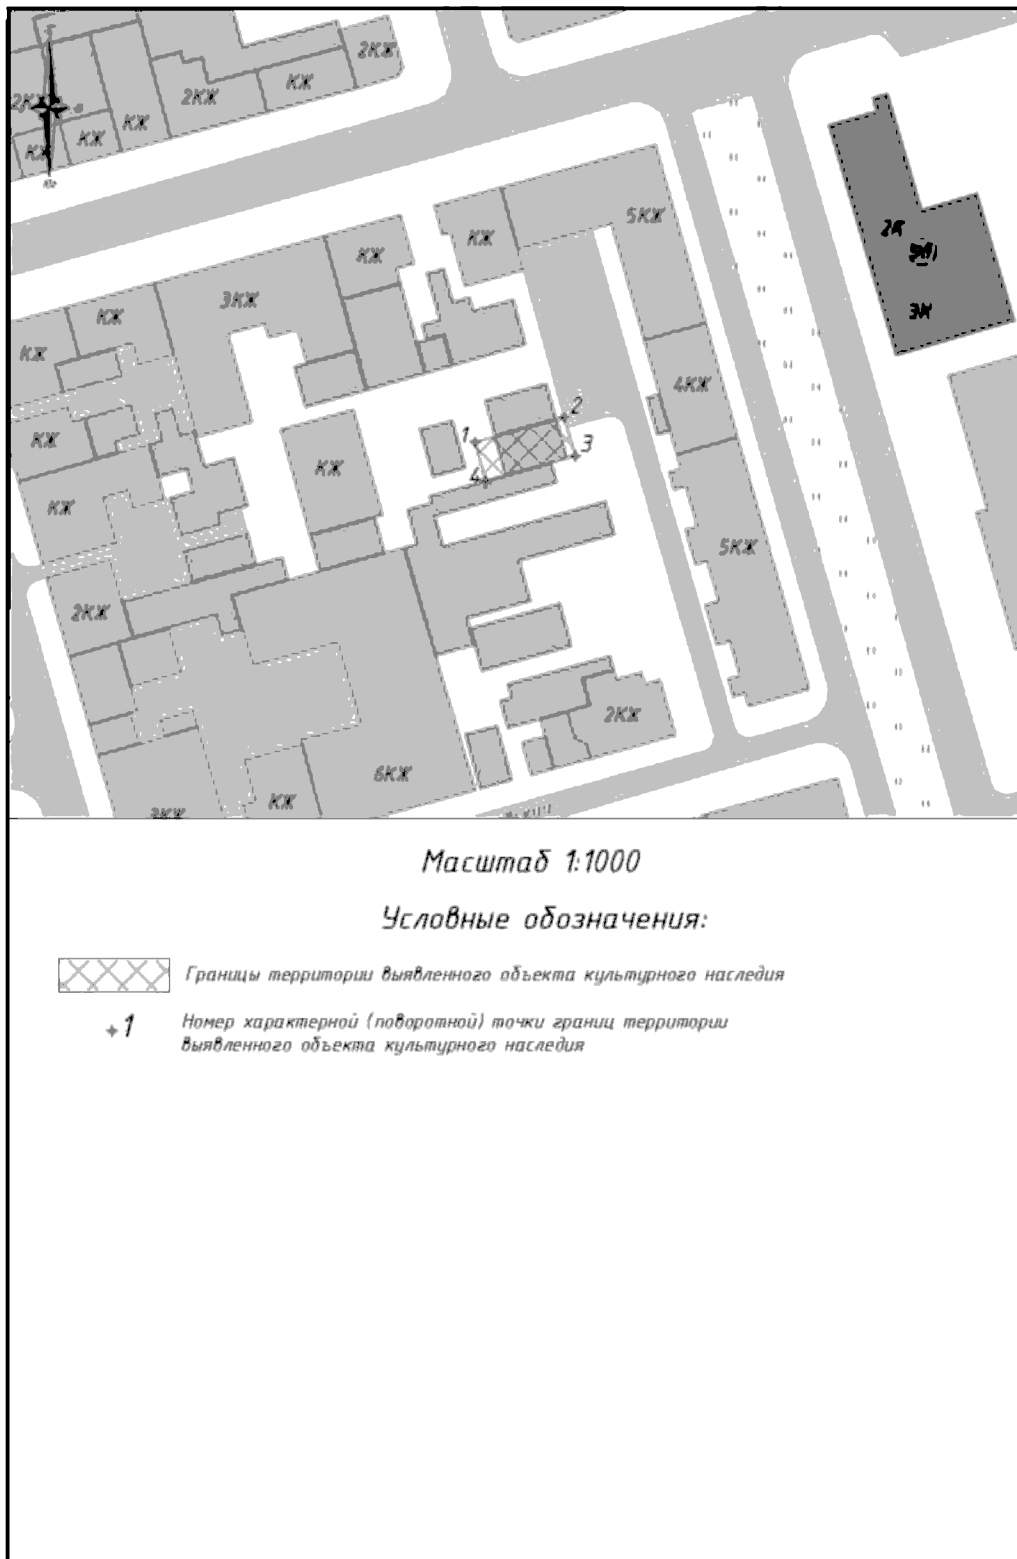 2КЖ
КЖ
2КЖ
КЖ
КЖ
КЖ
5КЖ
КЖ
2К
КЖ
3КЖ
КЖ
3Н
КЖ
4КЖ
2
1
3
КЖ
КЖ
4
КЖ
5КЖ
2КЖ
2КЖ
6КЖ
КЖ
Масштаб 1:1000
Условные обозначения:
Границы территории выявленного объекта культурного наследия
+1
Номер характерной (поворотной) точки границ территории
выявленного объекта культурного наследия